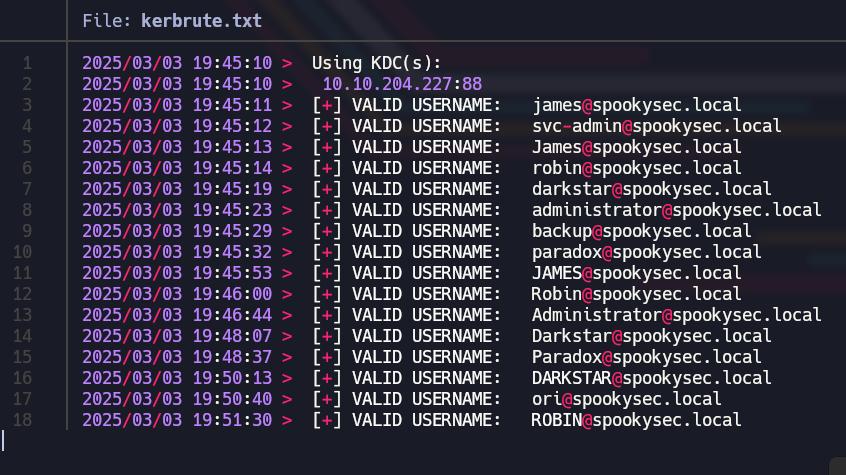 File: kerbrute.txt
1 2025/03/03 19:45:10 > Using KDC(s):
2 2025/03/03 19:45:10 > 10.10.204.227:88
3 2025/03/03 19:45:11 > [+] VALID USERNAME: james@spookysec.local
4 2025/03/03 19:45:12 > [+] VALID USERNAME: svc-admin@spookysec.local
5 2025/03/03 19:45:13 > [+] VALID USERNAME: James@spookysec.local
6 2025/03/03 19:45:14 > [+] VALID USERNAME: robin@spookysec.local
7 2025/03/03 19:45:19 > [+] VALID USERNAME: darkstar@spookysec.local
8 2025/03/03 19:45:23 > [+] VALID USERNAME: administrator@spookysec.local
9 2025/03/03 19:45:29 > [+] VALID USERNAME: backup@spookysec.local
10 2025/03/03 19:45:32 > [+] VALID USERNAME: paradox@spookysec.local
11 2025/03/03 19:45:53 > [+] VALID USERNAME: JAMES@spookysec.local
12 2025/03/03 19:46:00 > [+] VALID USERNAME: Robin@spookysec.local
13 2025/03/03 19:46:44 > [+] VALID USERNAME: Administrator@spookysec.local
14 2025/03/03 19:48:07 > [+] VALID USERNAME: Darkstar@spookysec.local
15 2025/03/03 19:48:37 > [+] VALID USERNAME: Paradox@spookysec.local
16 2025/03/03 19:50:13 > [+] VALID USERNAME: DARKSTAR@spookysec.local
17 2025/03/03 19:50:40 > [+] VALID USERNAME: ori@spookysec.local
18 2025/03/03 19:51:30 > [+] VALID USERNAME: ROBIN@spookysec.local